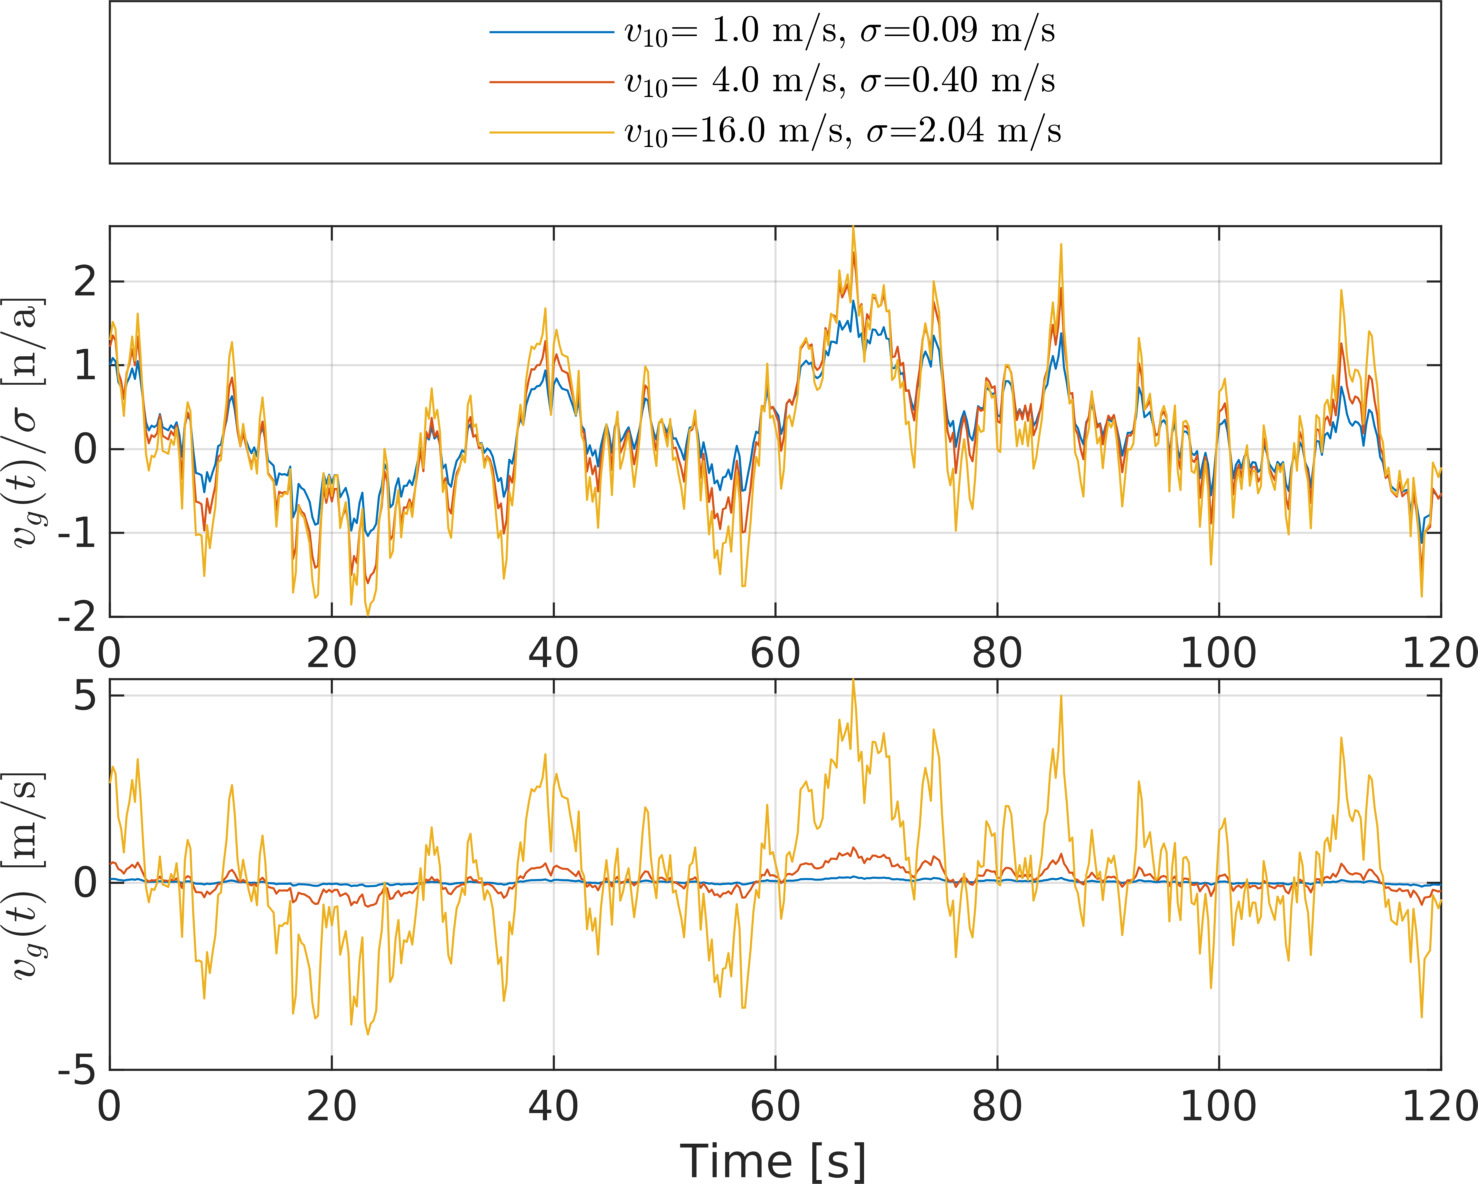 v10= 1.0 m/s, σ=0.09 m/s
v10= 4.0 m/s, σ=0.40 m/s
v10=16.0 m/s, σ=2.04 m/s
vg(t)/σ [n/a]
2
1
0
-1
-2
0 20 40 60 80 100 120
vg(t) [m/s]
5
0
-5
0 20 40 60 80 100 120
Time [s]